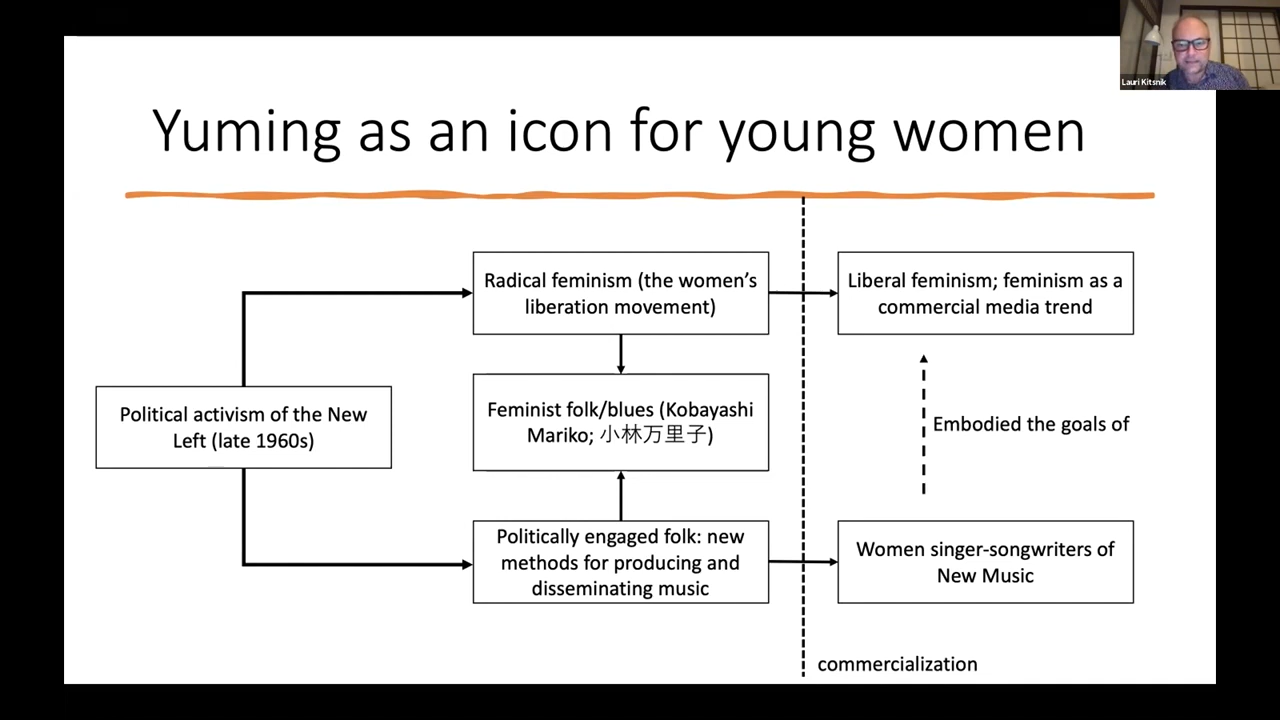 Lauri Kitsnik
Yuming as an icon for young women
Radical feminism (the women's
liberation movement)
Liberal feminism; feminism as a
commercial media trend
Political activism of the New
Left (late 1960s)
Feminist folk/blues (Kobayashi
Mariko; 小林万里子)
Embodied the goals of
Politically engaged folk: new
methods for producing and
disseminating music
Women singer-songwriters of
New Music
commercialization